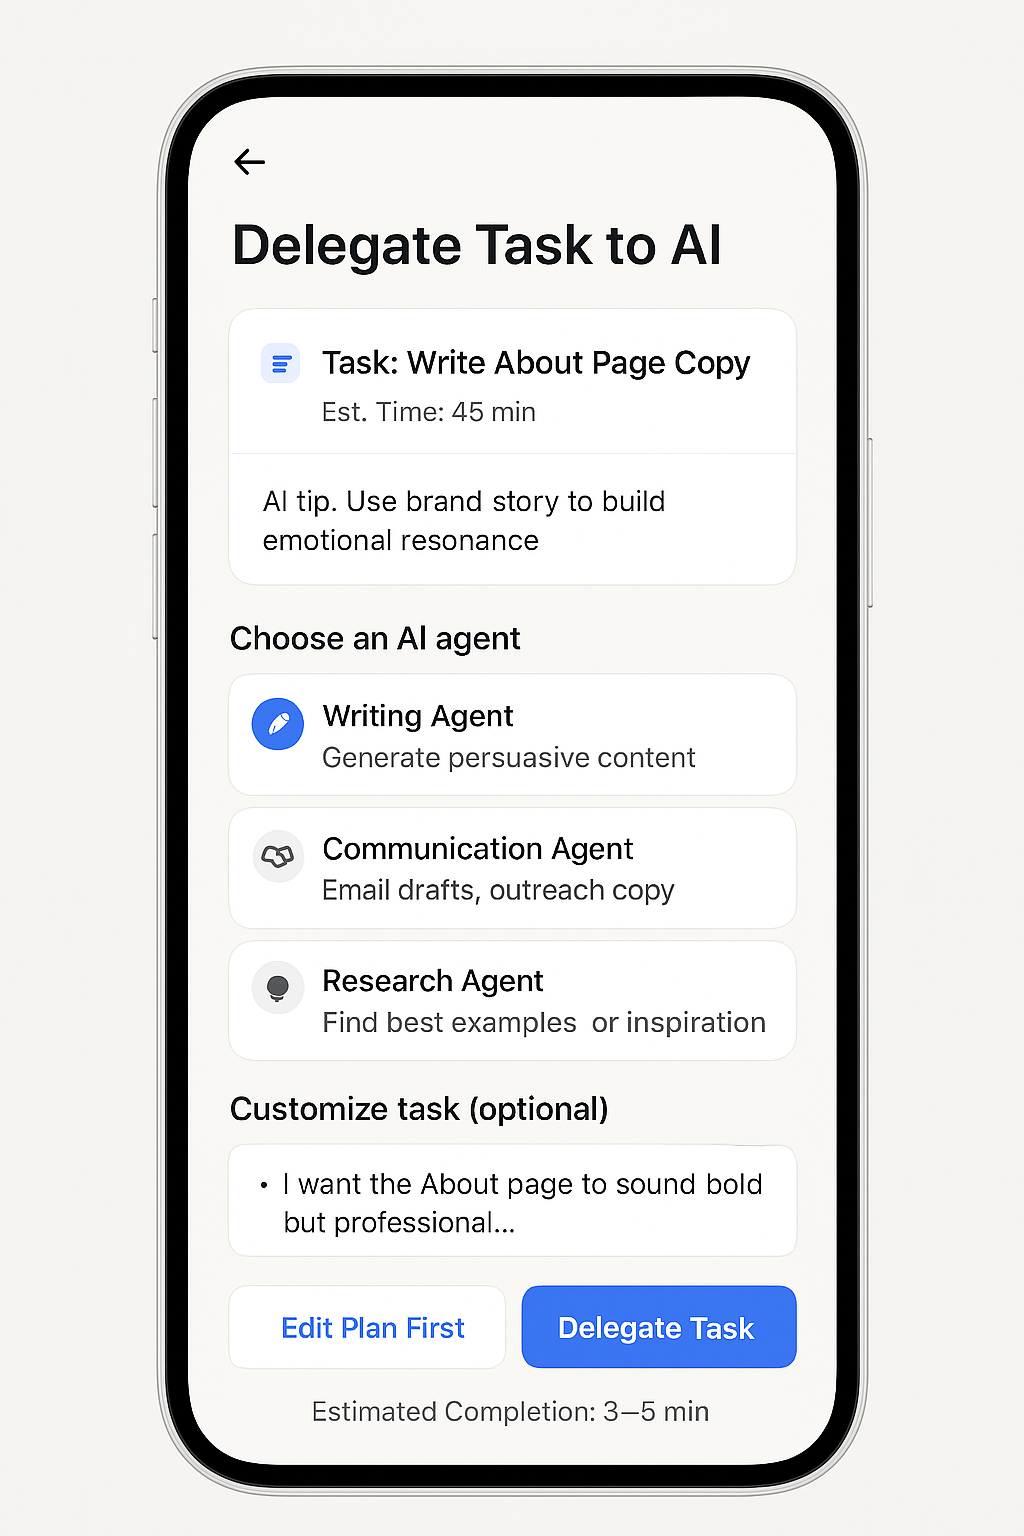 Delegate Task to AI
Task: Write About Page Copy
Est. Time: 45 min
AI tip. Use brand story to build
emotional resonance
Choose an AI agent
Writing Agent
Generate persuasive content
Communication Agent
Email drafts, outreach copy
Research Agent
Find best examples or inspiration
Customize task (optional)
• I want the About page to sound bold
but professional...
Edit Plan First
Delegate Task
Estimated Completion: 3–5 min